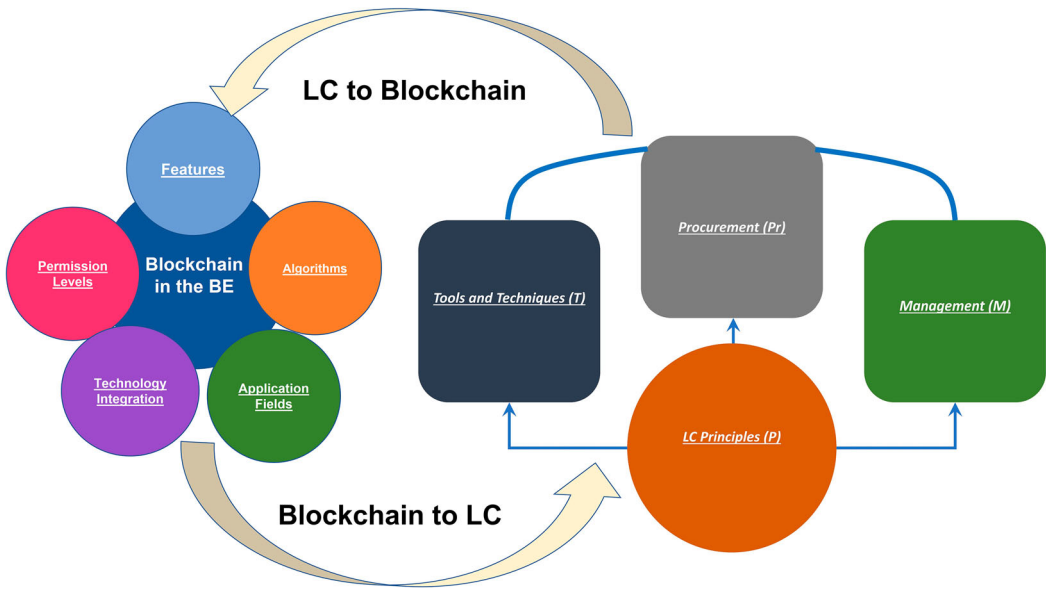 LC to Blockchain
Features
Permission
Levels
Blockchain
in the BE
Algorithms
Technology
Integration
Application
Fields
Blockchain to LC
Procurement (Pr)
Tools and Techniques (T)
Management (M)
LC Principles (P)